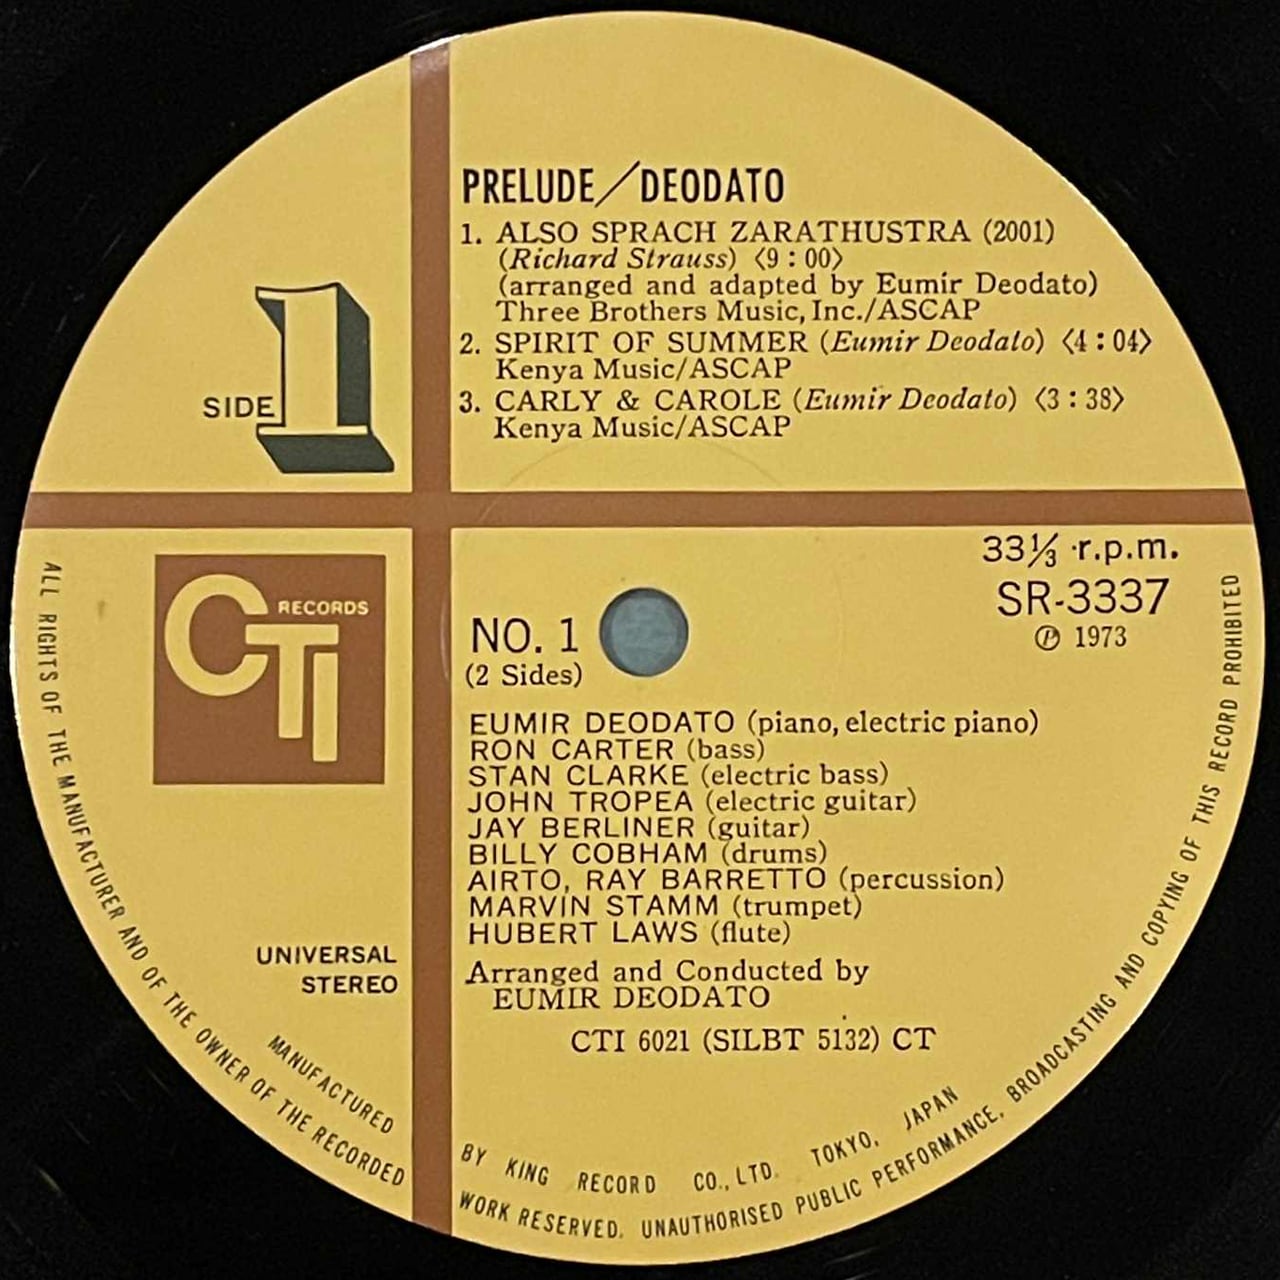 PRELUDE/DEODATO
1. ALSO SPRACH ZARATHUSTRA (2001)
(Richard Strauss) 〈9:00〉
(arranged and adapted by Eumir Deodato)
Three Brothers Music, Inc./ASCAP
2. SPIRIT OF SUMMER (Eumir Deodato) 〈4:04〉
Kenya Music/ASCAP
3. CARLY & CAROLE (Eumir Deodato) 〈3:38〉
Kenya Music/ASCAP
SIDE 1
CTI RECORDS
33⅓ r.p.m.
SR-3337
Ⓟ 1973
NO. 1
(2 Sides)
EUMIR DEODATO (piano, electric piano)
RON CARTER (bass)
STAN CLARKE (electric bass)
JOHN TROPEA (electric guitar)
JAY BERLINER (guitar)
BILLY COBHAM (drums)
AIRTO, RAY BARRETTO (percussion)
MARVIN STAMM (trumpet)
HUBERT LAWS (flute)
Arranged and Conducted by
EUMIR DEODATO
CTI 6021 (SILBT 5132) CT
UNIVERSAL
STEREO
MANUFACTURED BY KING RECORD CO., LTD. TOKYO, JAPAN
ALL RIGHTS OF THE MANUFACTURER AND OF THE OWNER OF THE RECORDED WORK RESERVED. UNAUTHORISED PUBLIC PERFORMANCE, BROADCASTING AND COPYING OF THIS RECORD PROHIBITED